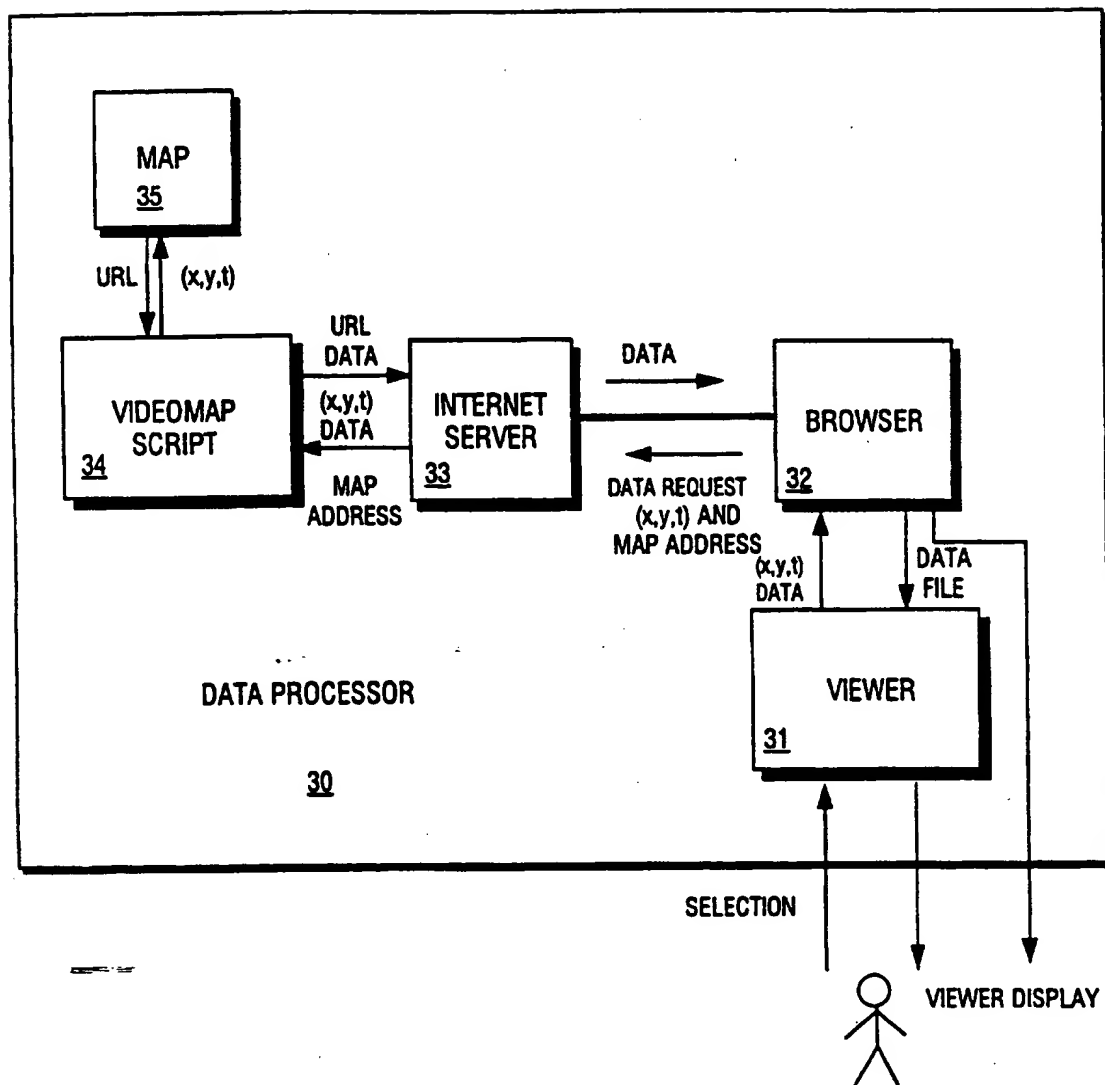 MAP
35
URL
(x,y,t)
URL
DATA
(x,y,t)
DATA
MAP
ADDRESS
VIDEOMAP
SCRIPT
34
INTERNET
SERVER
33
DATA
DATA REQUEST
(x,y,t) AND
MAP ADDRESS
BROWSER
32
(x,y,t)
DATA
DATA
FILE
VIEWER
31
DATA PROCESSOR
30
SELECTION
VIEWER DISPLAY